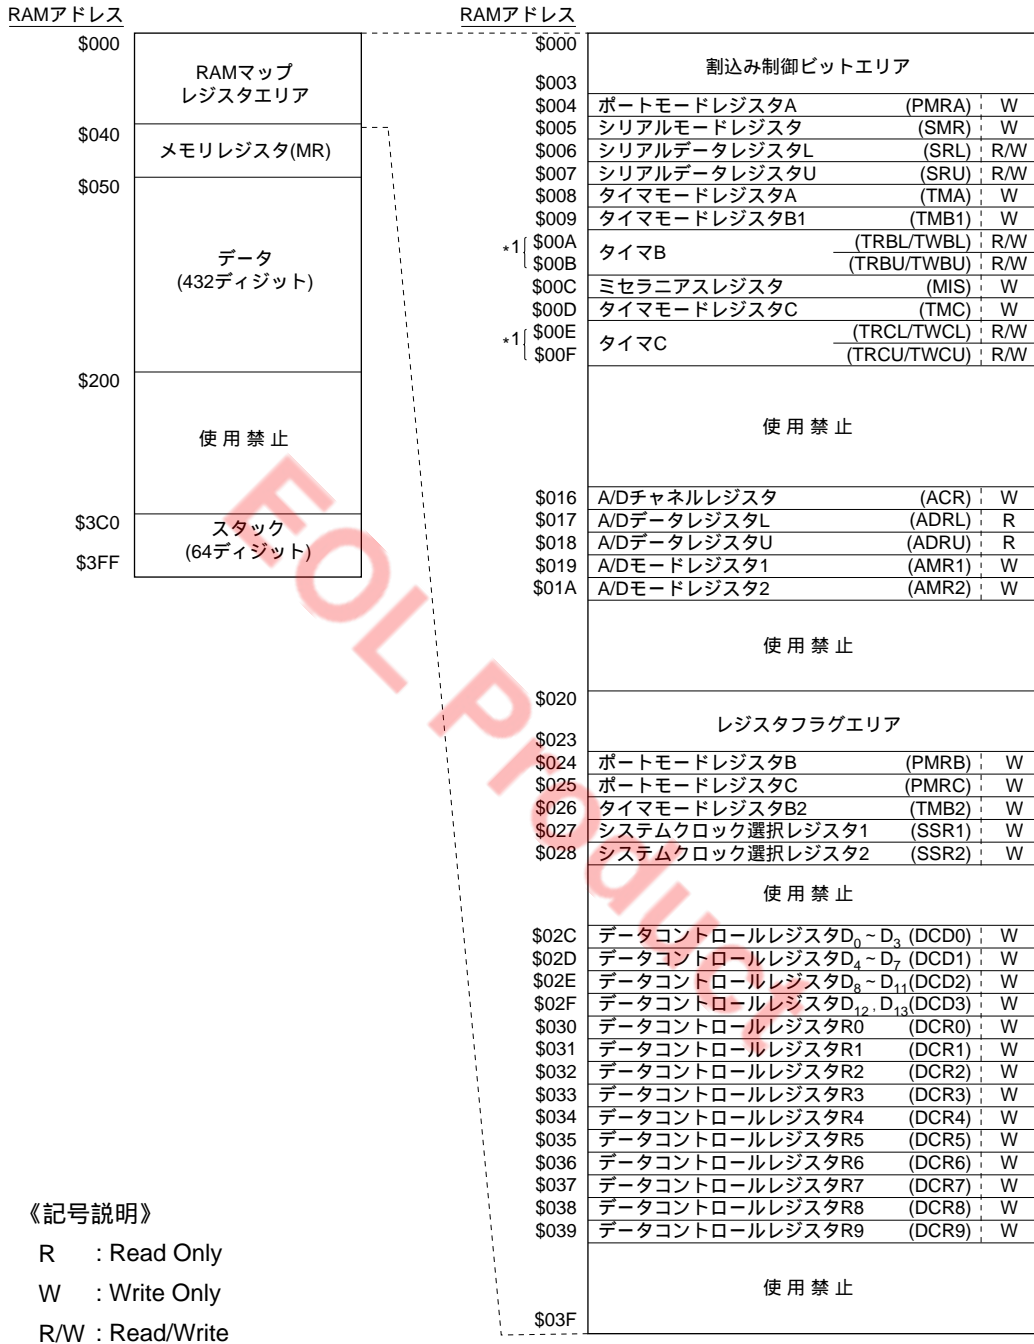 RAMアドレス
$000
RAMマップ
レジスタエリア
$040
メモリレジスタ(MR)
$050
データ
(432ディジット)
$200
使用禁止
$3C0
スタック
(64ディジット)
$3FF
RAMアドレス
$000
割込み制御ビットエリア
$003
$004 ポートモードレジスタA (PMRA) W
$005 シリアルモードレジスタ (SMR) W
$006 シリアルデータレジスタL (SRL) R/W
$007 シリアルデータレジスタU (SRU) R/W
$008 タイマモードレジスタA (TMA) W
$009 タイマモードレジスタB1 (TMB1) W
*1 $00A タイマB (TRBL/TWBL) R/W
$00B (TRBU/TWBU) R/W
$00C ミセラニアスレジスタ (MIS) W
$00D タイマモードレジスタC (TMC) W
*1 $00E タイマC (TRCL/TWCL) R/W
$00F (TRCU/TWCU) R/W
使用禁止
$016 A/Dチャネルレジスタ (ACR) W
$017 A/DデータレジスタL (ADRL) R
$018 A/DデータレジスタU (ADRU) R
$019 A/Dモードレジスタ1 (AMR1) W
$01A A/Dモードレジスタ2 (AMR2) W
使用禁止
$020
レジスタフラグエリア
$023
$024 ポートモードレジスタB (PMRB) W
$025 ポートモードレジスタC (PMRC) W
$026 タイマモードレジスタB2 (TMB2) W
$027 システムクロック選択レジスタ1 (SSR1) W
$028 システムクロック選択レジスタ2 (SSR2) W
使用禁止
$02C データコントロールレジスタD0~D3 (DCD0) W
$02D データコントロールレジスタD4~D7 (DCD1) W
$02E データコントロールレジスタD8~D11(DCD2) W
$02F データコントロールレジスタD12,D13(DCD3) W
$030 データコントロールレジスタR0 (DCR0) W
$031 データコントロールレジスタR1 (DCR1) W
$032 データコントロールレジスタR2 (DCR2) W
$033 データコントロールレジスタR3 (DCR3) W
$034 データコントロールレジスタR4 (DCR4) W
$035 データコントロールレジスタR5 (DCR5) W
$036 データコントロールレジスタR6 (DCR6) W
$037 データコントロールレジスタR7 (DCR7) W
$038 データコントロールレジスタR8 (DCR8) W
$039 データコントロールレジスタR9 (DCR9) W
使用禁止
$03F
《記号説明》
R : Read Only
W : Write Only
R/W : Read/Write
EOL Product